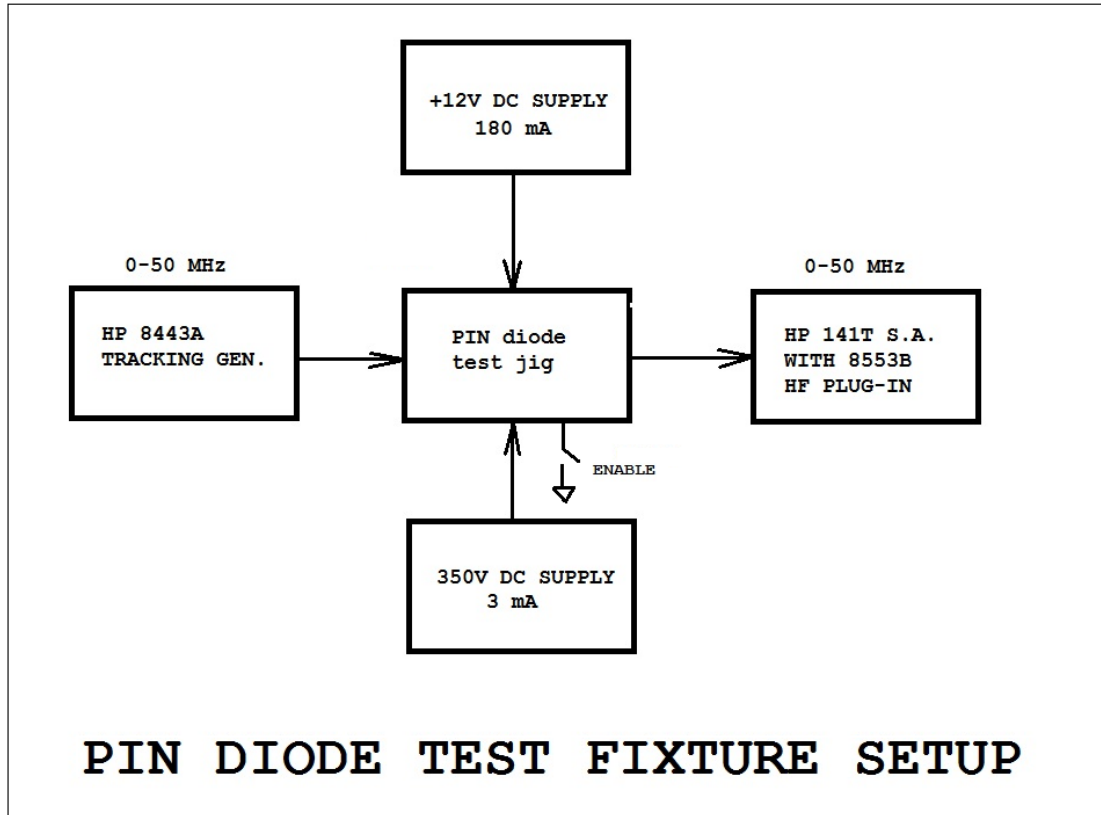 +12V DC SUPPLY
180 mA
0-50 MHz
HP 8443A
TRACKING GEN.
PIN diode
test jig
0-50 MHz
HP 141T S.A.
WITH 8553B
HF PLUG-IN
ENABLE
350V DC SUPPLY
3 mA
PIN DIODE TEST FIXTURE SETUP